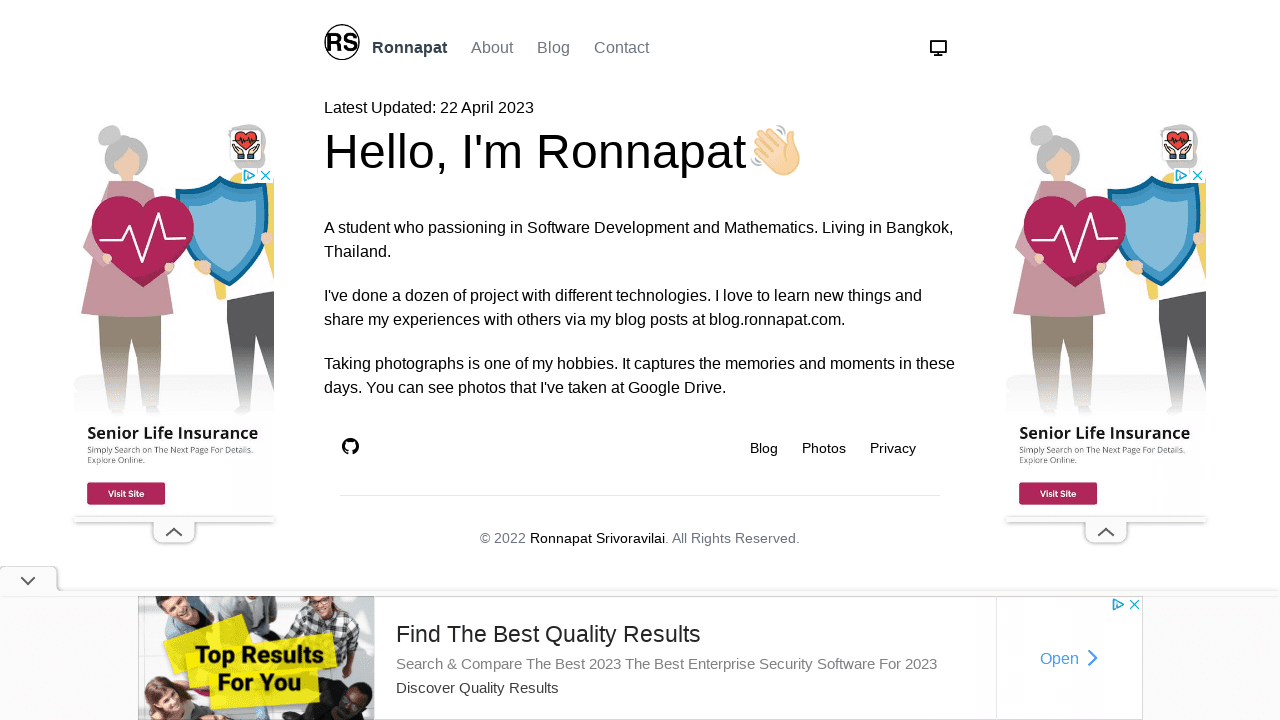 RS
Ronnapat About Blog Contact
Latest Updated: 22 April 2023
Hello, I'm Ronnapat
A student who passioning in Software Development and Mathematics. Living in Bangkok,
Thailand.
I've done a dozen of project with different technologies. I love to learn new things and
share my experiences with others via my blog posts at blog.ronnapat.com.
Taking photographs is one of my hobbies. It captures the memories and moments in these
days. You can see photos that I've taken at Google Drive.
Blog Photos Privacy
© 2022 Ronnapat Srivoravilai. All Rights Reserved.
Senior Life Insurance
Simply Search on The Next Page For Details.
Explore Online.
Visit Site
Senior Life Insurance
Simply Search on The Next Page For Details.
Explore Online.
Visit Site
Top Results
For You
Find The Best Quality Results
Search & Compare The Best 2023 The Best Enterprise Security Software For 2023
Discover Quality Results
Open